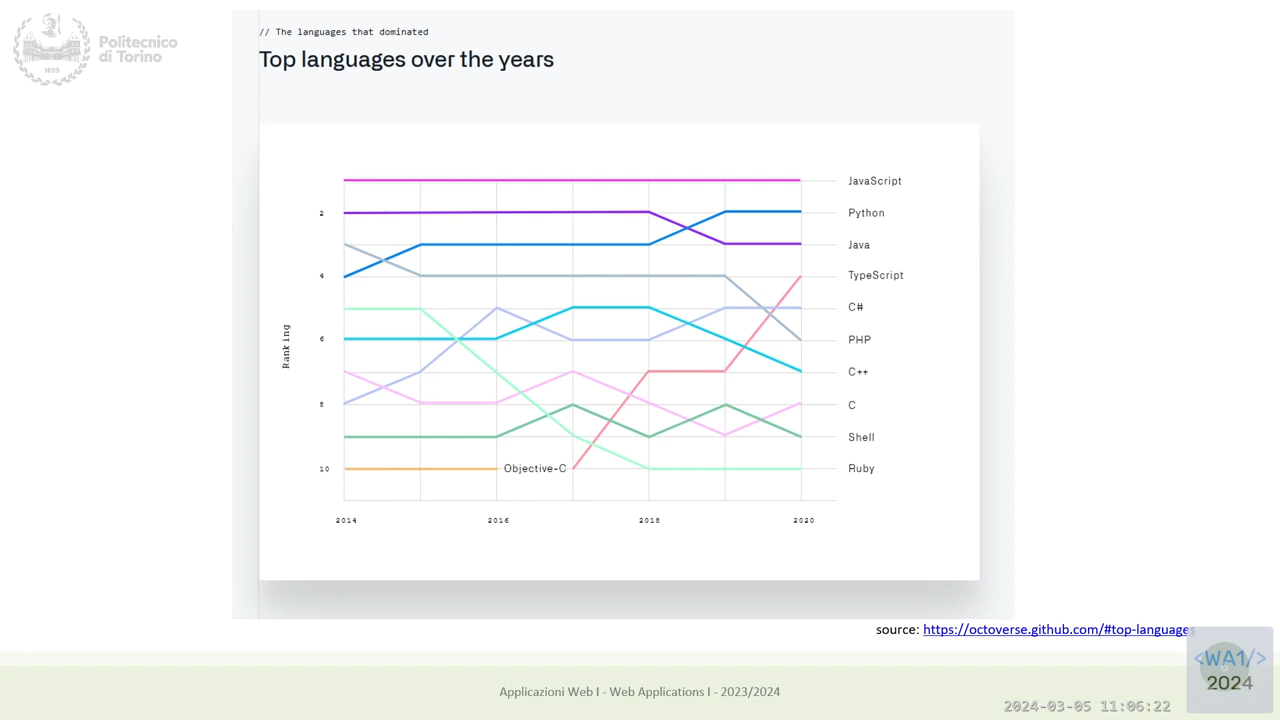 Politecnico
di Torino
1859
// The languages that dominated
Top languages over the years
Ranking
2
4
6
8
10
JavaScript
Python
Java
TypeScript
C#
PHP
C++
C
Shell
Ruby
Objective-C
2014
2016
2018
2020
source: https://octoverse.github.com/#top-languages
<WA1/>
6
2024
Applicazioni Web I - Web Applications I - 2023/2024
2024-03-05 11:06:22